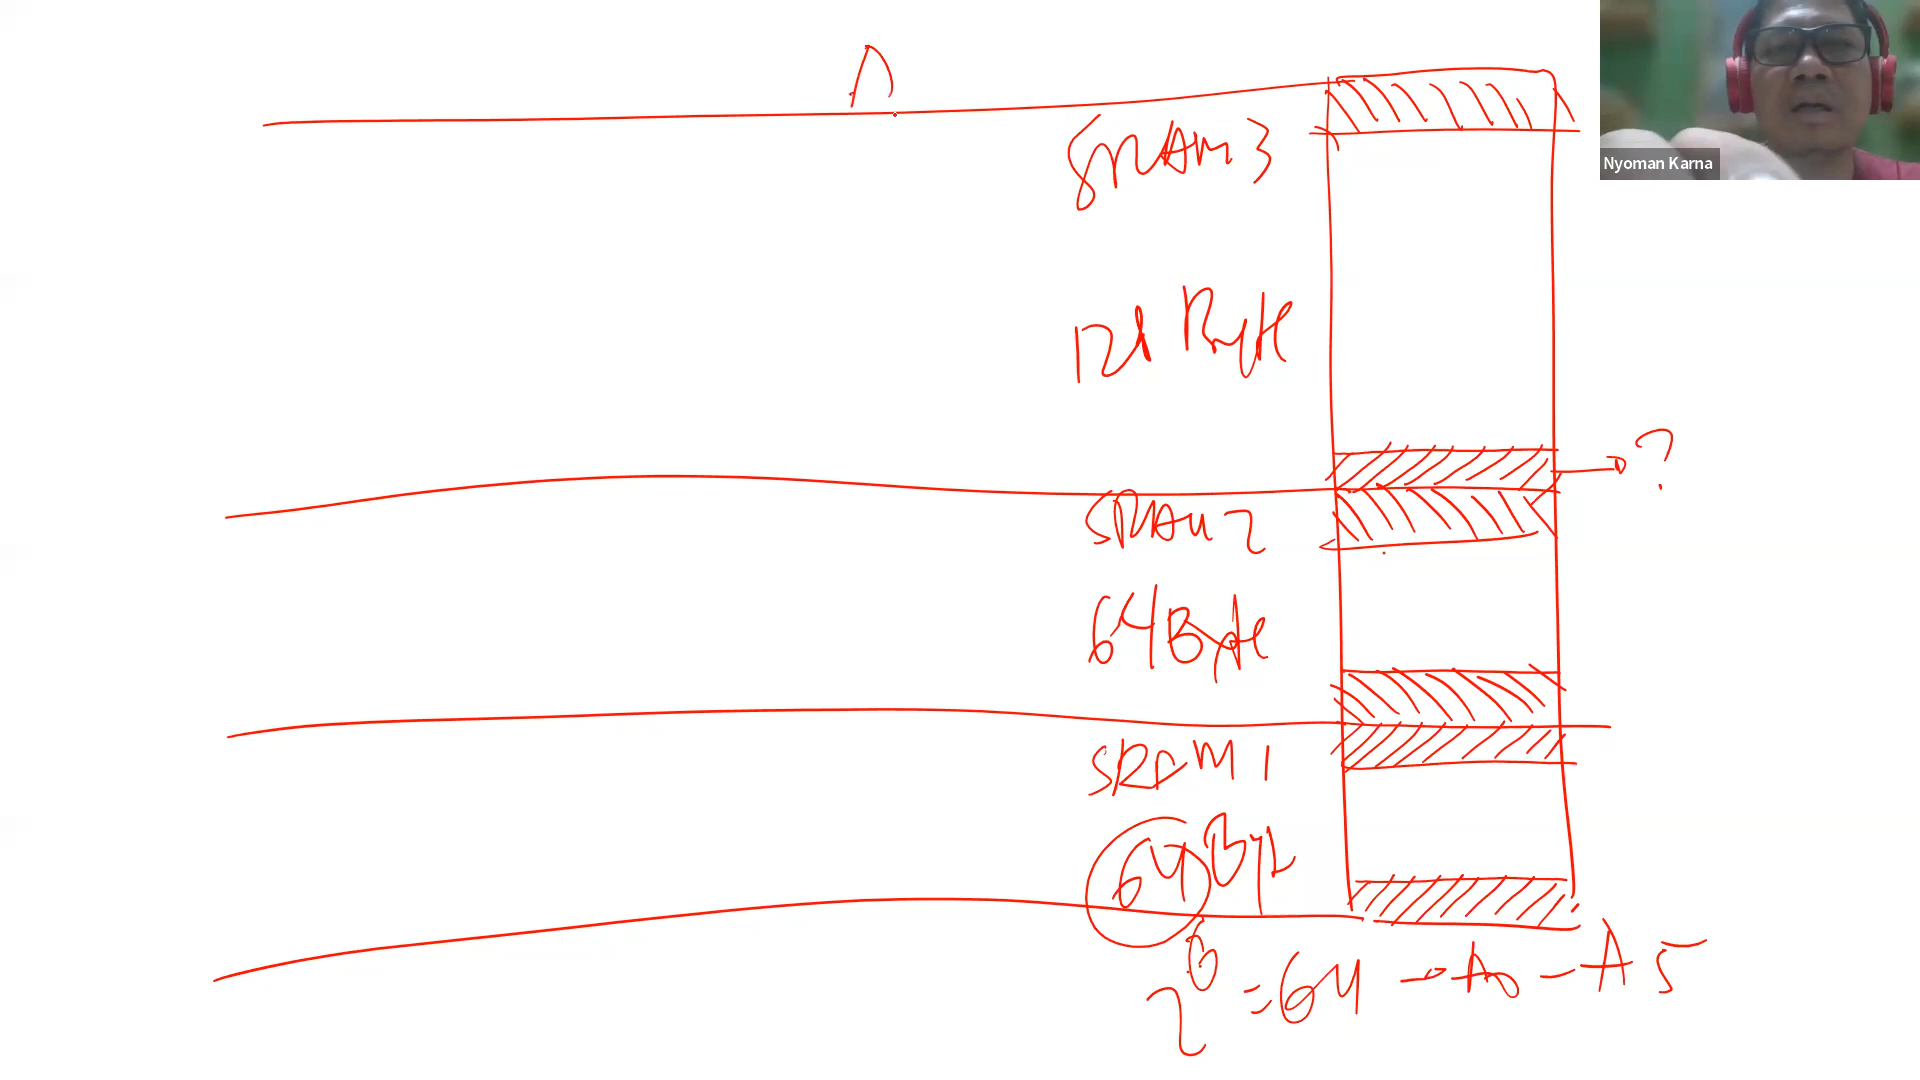 A
SRAM 3
128 Byte
?
SRAM 2
64 Byte
SRAM 1
64 Byte
2^6 = 64 → A0 – A5
Nyoman Karna